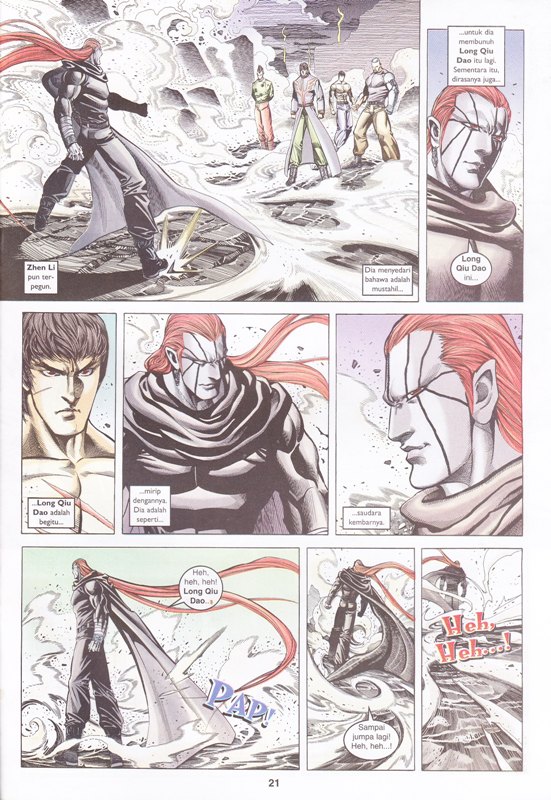 Zhen Li
pun ter-
pegun.
Dia menyedari
bahawa adalah
mustahil...
...untuk dia
membunuh
Long Qiu
Dao itu lagi.
Sementara itu,
dirasanya juga...
Long
Qiu Dao
ini...
...Long Qiu
Dao adalah
begitu...
...mirip
dengannya.
Dia adalah
seperti...
...saudara
kembarnya.
Heh,
heh, heh!
Long Qiu
Dao...
PAP!
Sampai
jumpa lagi!
Heh, heh...!
Heh,
Heh...!
21